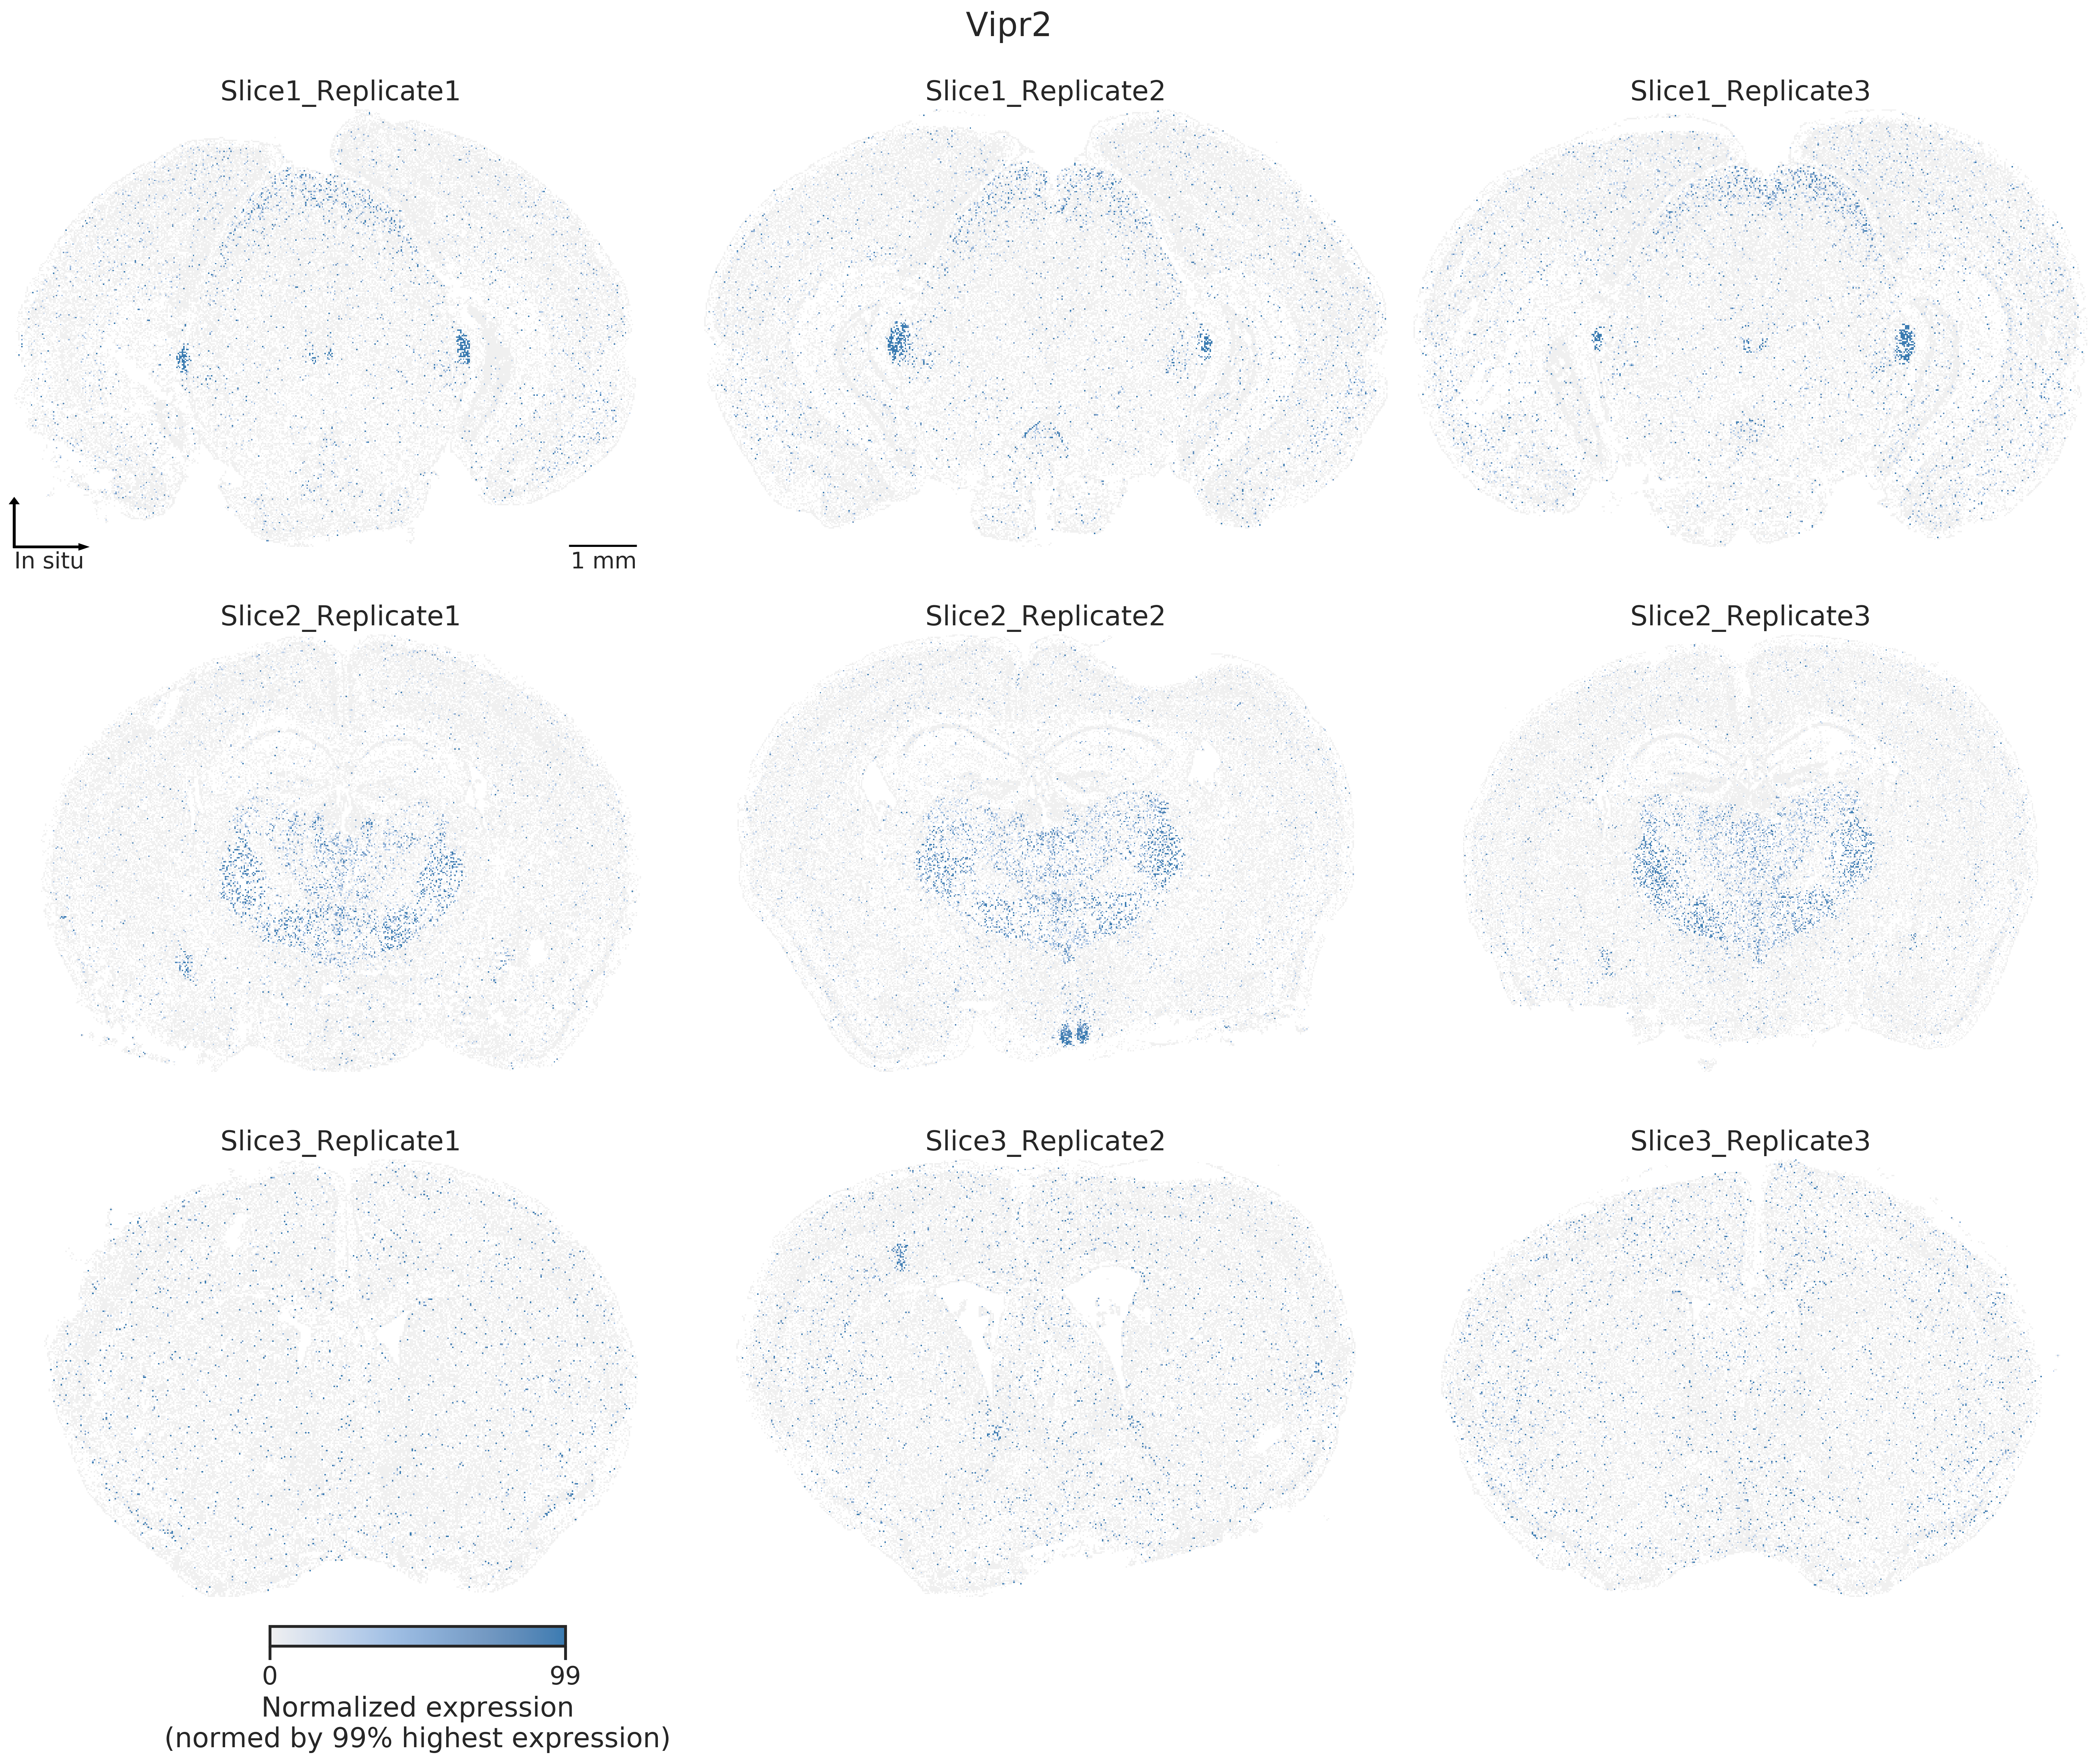 Vipr2
Slice1_Replicate1
Slice1_Replicate2
Slice1_Replicate3
In situ
1 mm
Slice2_Replicate1
Slice2_Replicate2
Slice2_Replicate3
Slice3_Replicate1
Slice3_Replicate2
Slice3_Replicate3
0
99
Normalized expression
(normed by 99% highest expression)